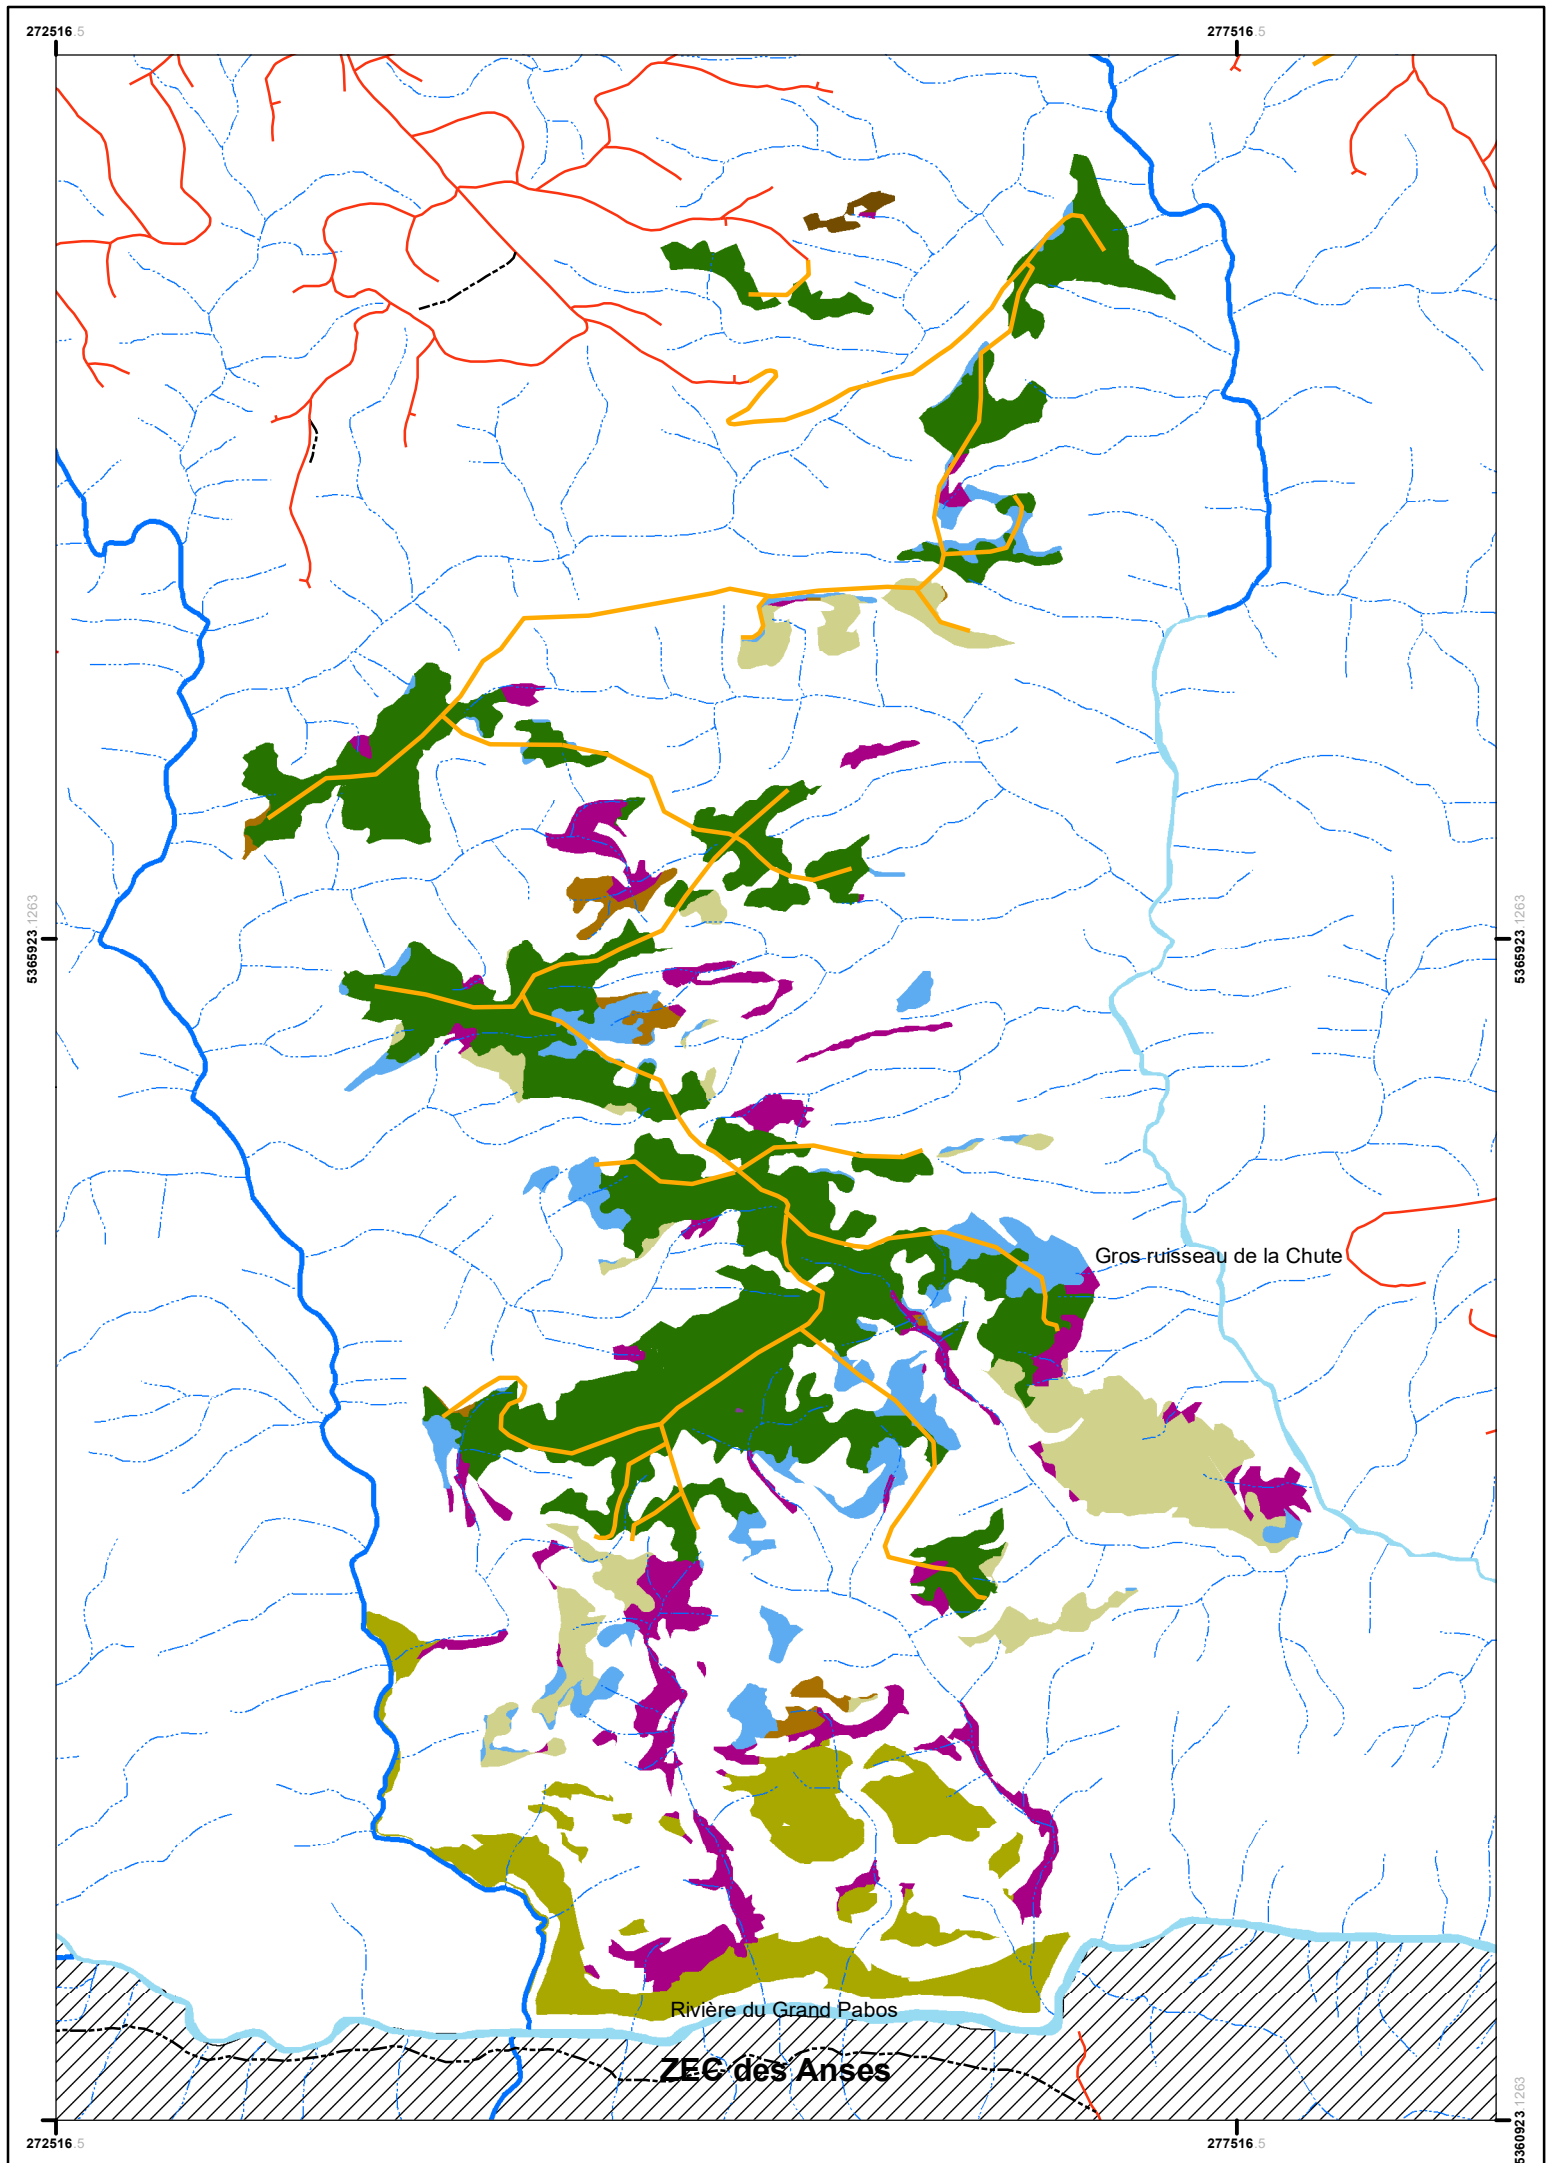 272516.5
277516.5
5365923.1263
5365923.1263
Gros ruisseau de la Chute
Rivière du Grand Pabos
ZEC des Anses
272516.5
277516.5
5360923.1263